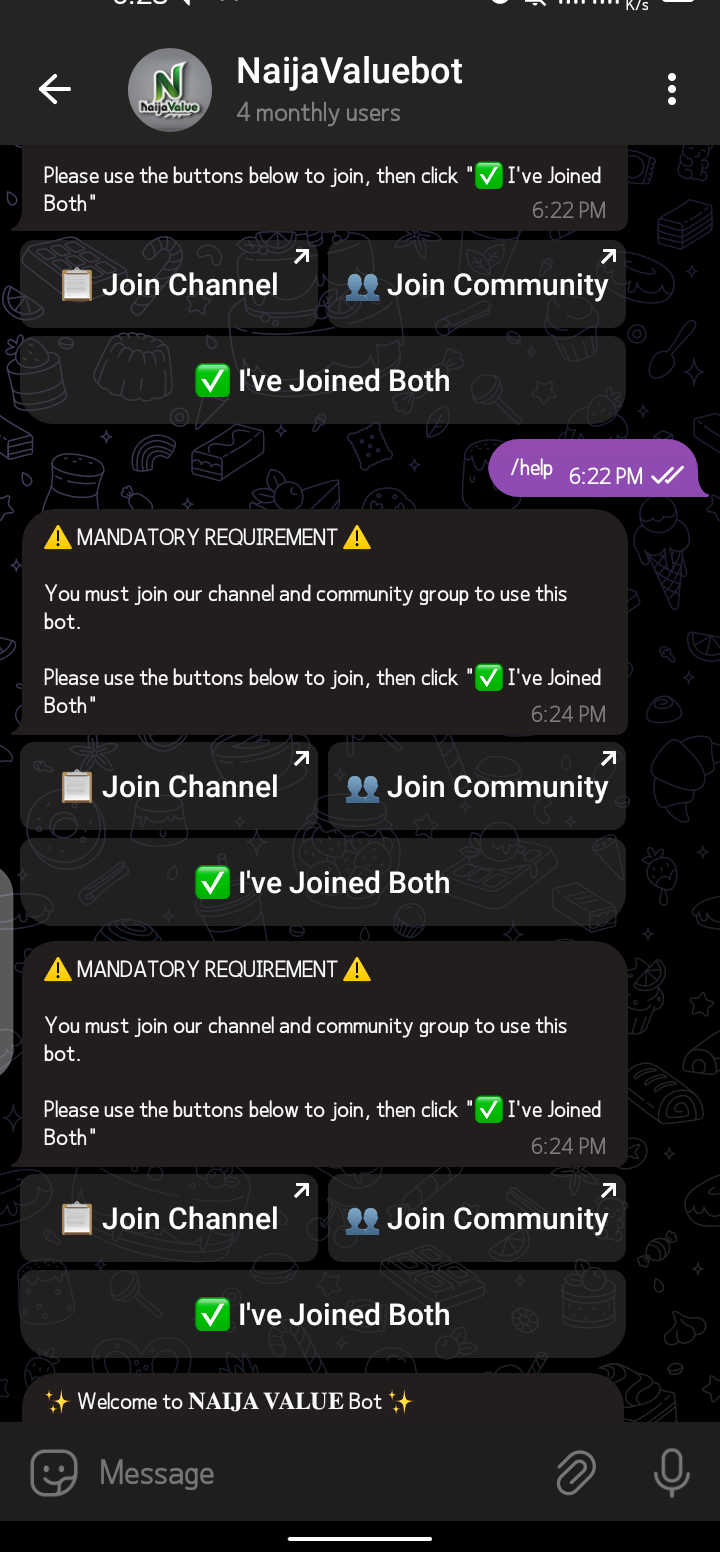 K/s
NaijaValuebot
NaijaValue
4 monthly users
Please use the buttons below to join, then click "✅ I've Joined
Both"
6:22 PM
📋 Join Channel
👥 Join Community
✅ I've Joined Both
/help 6:22 PM
⚠️ MANDATORY REQUIREMENT ⚠️
You must join our channel and community group to use this
bot.
Please use the buttons below to join, then click "✅ I've Joined
Both"
6:24 PM
📋 Join Channel
👥 Join Community
✅ I've Joined Both
⚠️ MANDATORY REQUIREMENT ⚠️
You must join our channel and community group to use this
bot.
Please use the buttons below to join, then click "✅ I've Joined
Both"
6:24 PM
📋 Join Channel
👥 Join Community
✅ I've Joined Both
✨ Welcome to NAIJA VALUE Bot ✨
Message